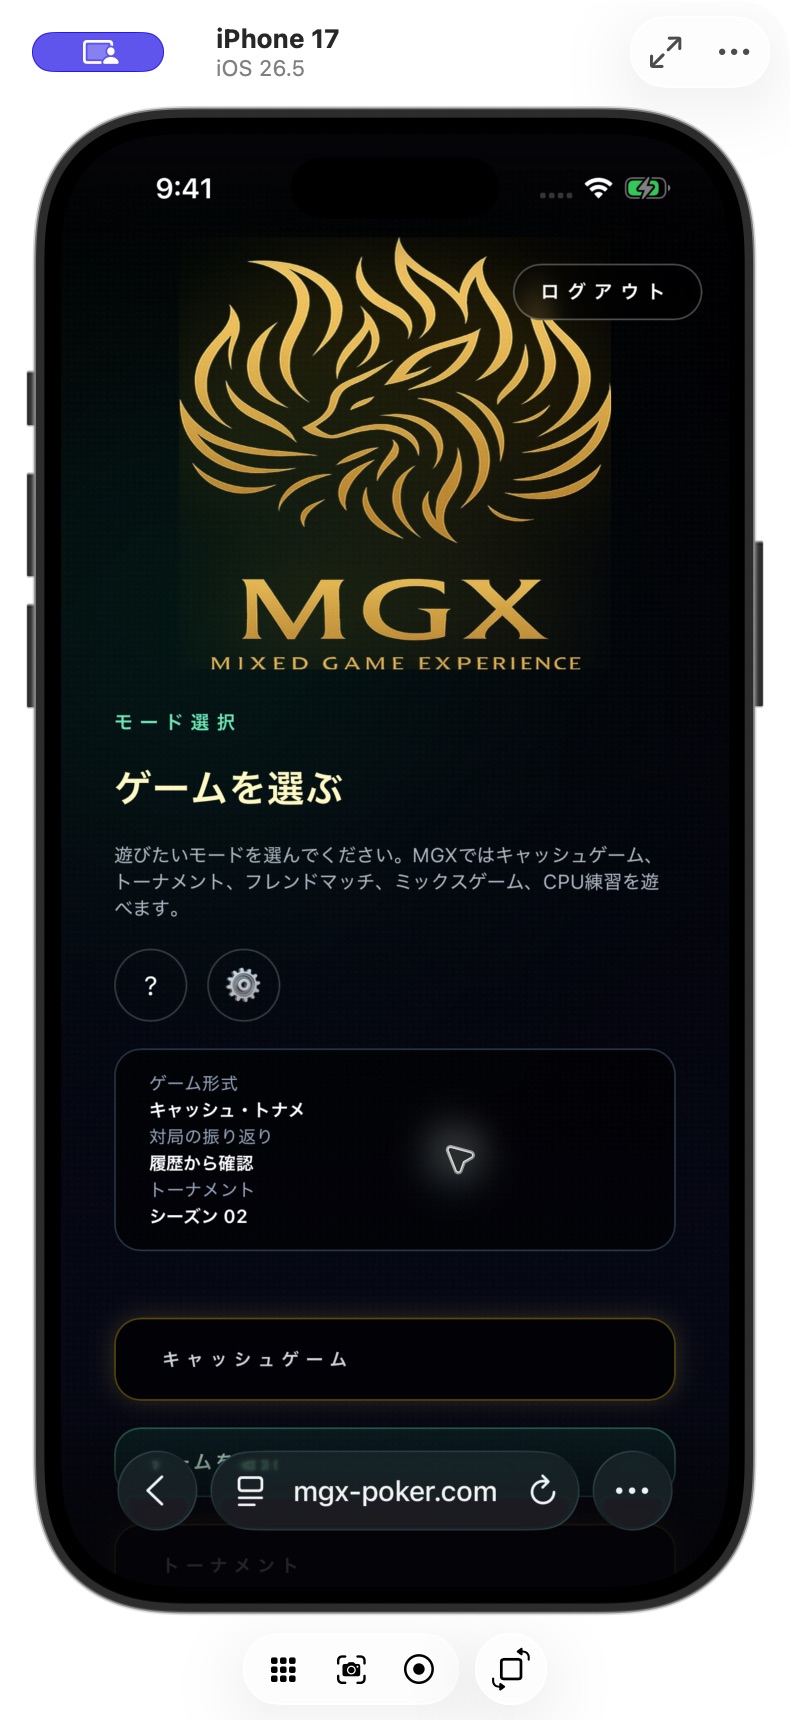 iPhone 17
iOS 26.5
9:41
ログアウト
MGX
MIXED GAME EXPERIENCE
モード選択
ゲームを選ぶ
遊びたいモードを選んでください。MGXではキャッシュゲーム、
トーナメント、フレンドマッチ、ミックスゲーム、CPU練習を遊
べます。
?
ゲーム形式
キャッシュ・トナメ
対局の振り返り
履歴から確認
トーナメント
シーズン 02
キャッシュゲーム
mgx-poker.com
トーナメント